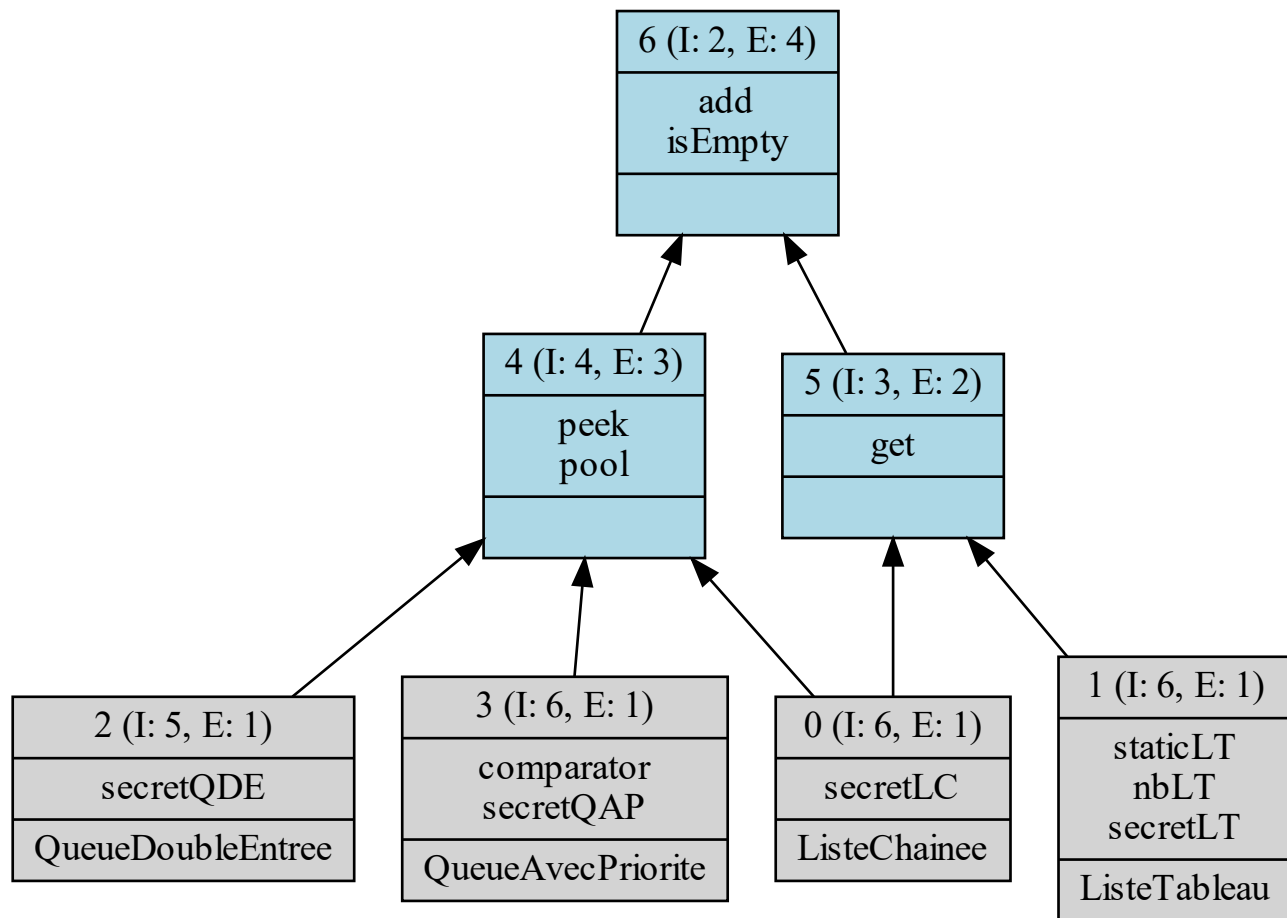 6 (I: 2, E: 4)
add
isEmpty
4 (I: 4, E: 3)
peek
pool
5 (I: 3, E: 2)
get
2 (I: 5, E: 1)
secretQDE
QueueDoubleEntree
3 (I: 6, E: 1)
comparator
secretQAP
QueueAvecPriorite
0 (I: 6, E: 1)
secretLC
ListeChainee
1 (I: 6, E: 1)
staticLT
nbLT
secretLT
ListeTableau